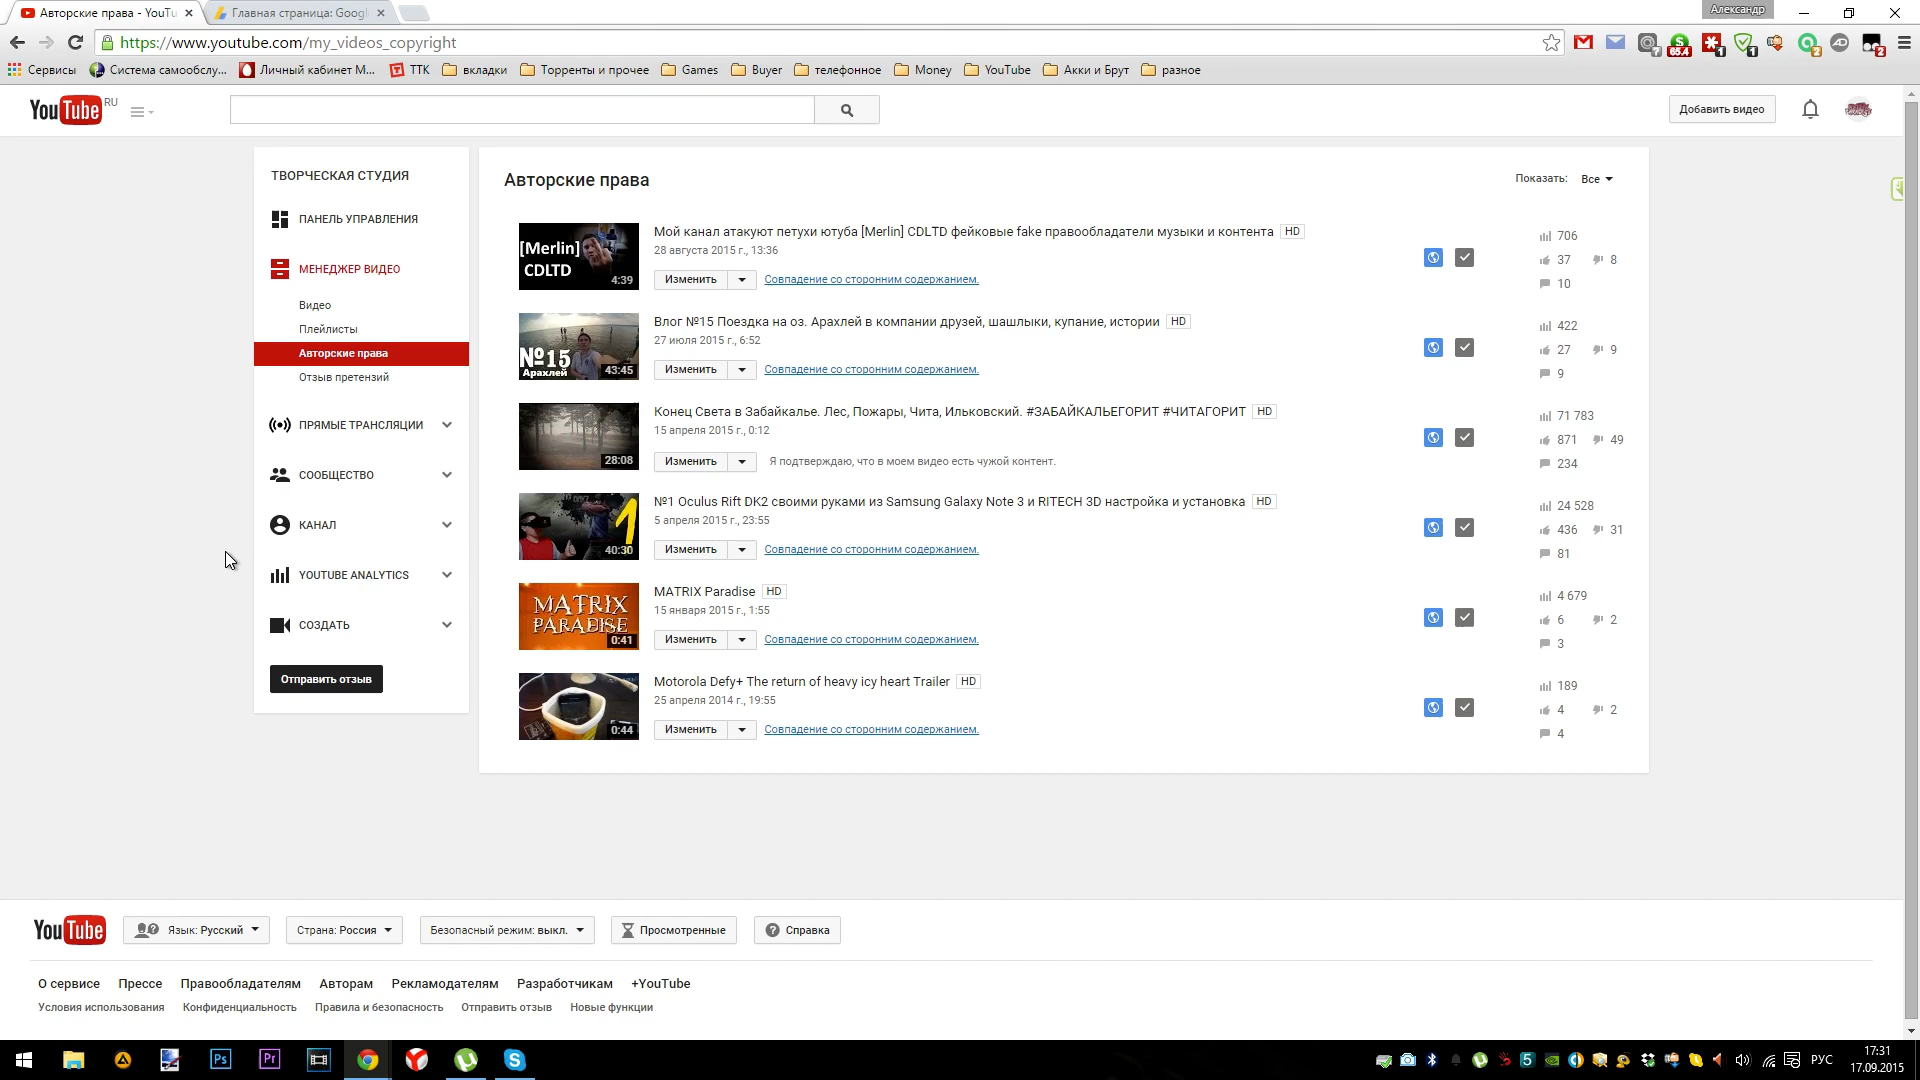 Авторские права - YouTu
Главная страница: Googl
Александр
https://www.youtube.com/my_videos_copyright
65.4
1
1
2
2
Сервисы
Система самообслу...
Личный кабинет М...
ТТК
вкладки
Торренты и прочее
Games
Buyer
телефонное
Money
YouTube
Акки и Брут
разное
YouTube RU
Добавить видео
ТВОРЧЕСКАЯ СТУДИЯ
ПАНЕЛЬ УПРАВЛЕНИЯ
МЕНЕДЖЕР ВИДЕО
Видео
Плейлисты
Авторские права
Отзыв претензий
ПРЯМЫЕ ТРАНСЛЯЦИИ
СООБЩЕСТВО
КАНАЛ
YOUTUBE ANALYTICS
СОЗДАТЬ
Отправить отзыв
Авторские права
Показать: Все
[Merlin]
CDLTD
4:39
Мой канал атакуют петухи ютуба [Merlin] CDLTD фейковые fake правообладатели музыки и контента HD
28 августа 2015 г., 13:36
Изменить Совпадение со сторонним содержанием.
706
37 8
10
№15
Арахлей
43:45
Влог №15 Поездка на оз. Арахлей в компании друзей, шашлыки, купание, истории HD
27 июля 2015 г., 6:52
Изменить Совпадение со сторонним содержанием.
422
27 9
9
28:08
Конец Света в Забайкалье. Лес, Пожары, Чита, Ильковский. #ЗАБАЙКАЛЬЕГОРИТ #ЧИТАГОРИТ HD
15 апреля 2015 г., 0:12
Изменить Я подтверждаю, что в моем видео есть чужой контент.
71 783
871 49
234
1
40:30
№1 Oculus Rift DK2 своими руками из Samsung Galaxy Note 3 и RITECH 3D настройка и установка HD
5 апреля 2015 г., 23:55
Изменить Совпадение со сторонним содержанием.
24 528
436 31
81
MATRIX
PARADISE
0:41
MATRIX Paradise HD
15 января 2015 г., 1:55
Изменить Совпадение со сторонним содержанием.
4 679
6 2
3
0:44
Motorola Defy+ The return of heavy icy heart Trailer HD
25 апреля 2014 г., 19:55
Изменить Совпадение со сторонним содержанием.
189
4 2
4
YouTube
Язык: Русский
Страна: Россия
Безопасный режим: выкл.
Просмотренные
Справка
О сервисе Прессе Правообладателям Авторам Рекламодателям Разработчикам +YouTube
Условия использования Конфиденциальность Правила и безопасность Отправить отзыв Новые функции
Ps
Pr
5
РУС
17:31
17.09.2015